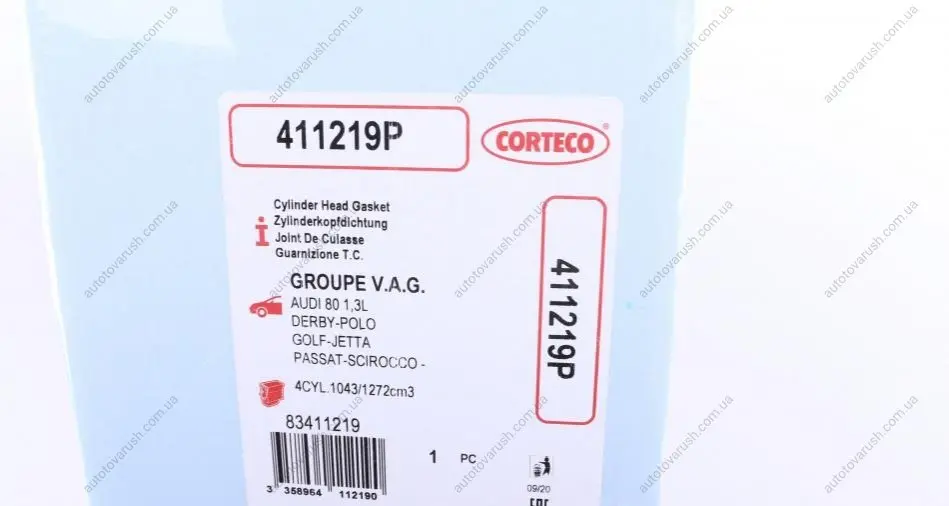 411219P
CORTECO®
Cylinder Head Gasket
Zylinderkopfdichtung
Joint De Culasse
Guarnizione T.C.
GROUPE V.A.G.
AUDI 80 1,3L
DERBY-POLO
GOLF-JETTA
PASSAT-SCIROCCO -
4CYL.1043/1272cm3
411219P
83411219
1 PC
3 358964 112190
09/20
autotovarush.com.ua